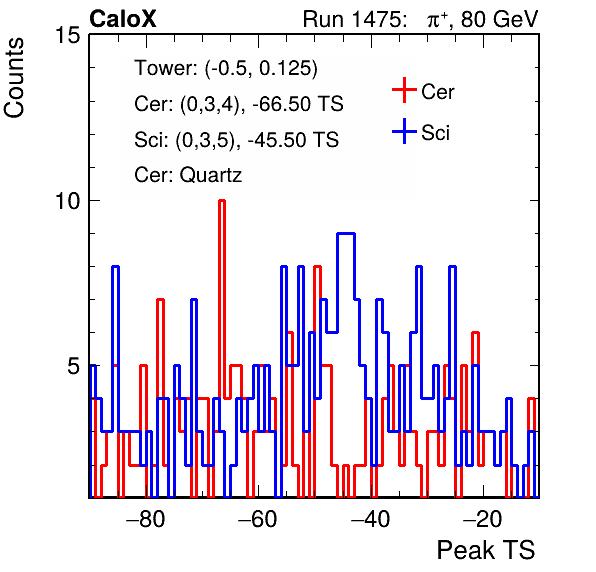 CaloX Run 1475: π⁺, 80 GeV
Counts
15
10
5
Tower: (-0.5, 0.125)
Cer: (0,3,4), -66.50 TS
Sci: (0,3,5), -45.50 TS
Cer: Quartz
Cer
Sci
−80 −60 −40 −20
Peak TS